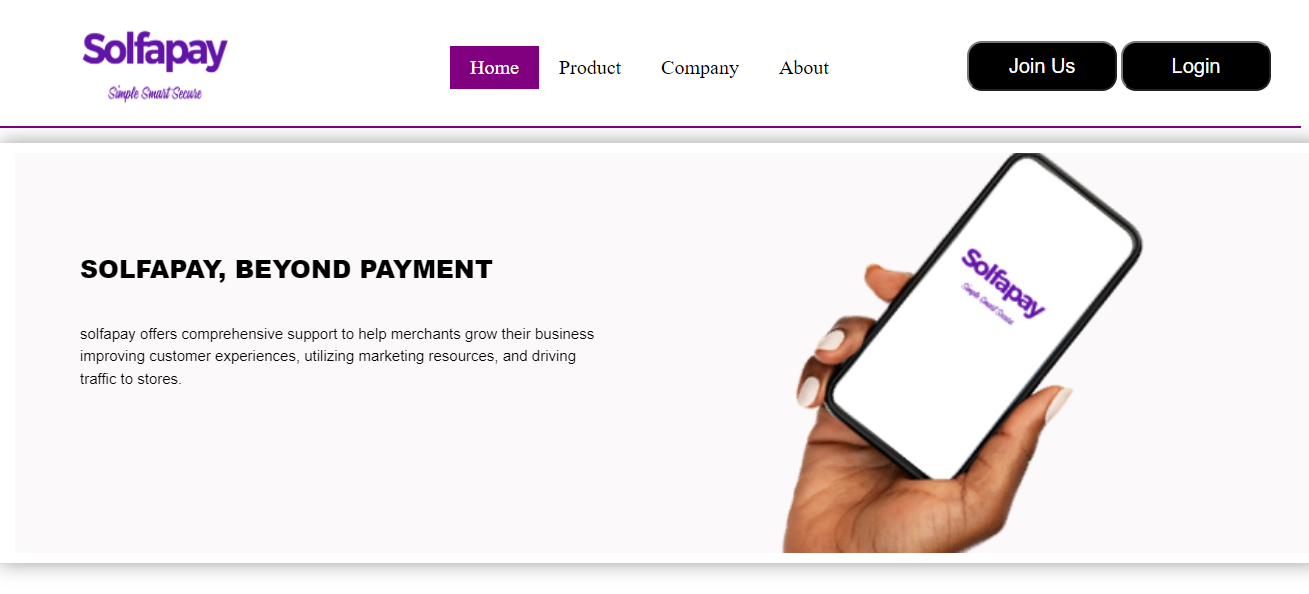 Solfapay
Simple Smart Secure
Home Product Company About
Join Us Login
SOLFAPAY, BEYOND PAYMENT
solfapay offers comprehensive support to help merchants grow their business
improving customer experiences, utilizing marketing resources, and driving
traffic to stores.
Solfapay
Simple Smart Secure